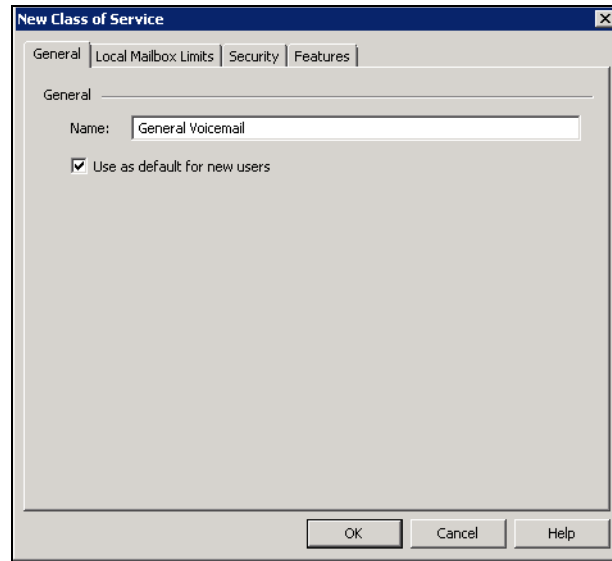 New Class of Service
General Local Mailbox Limits Security Features
General
Name: General Voicemail
Use as default for new users
OK Cancel Help